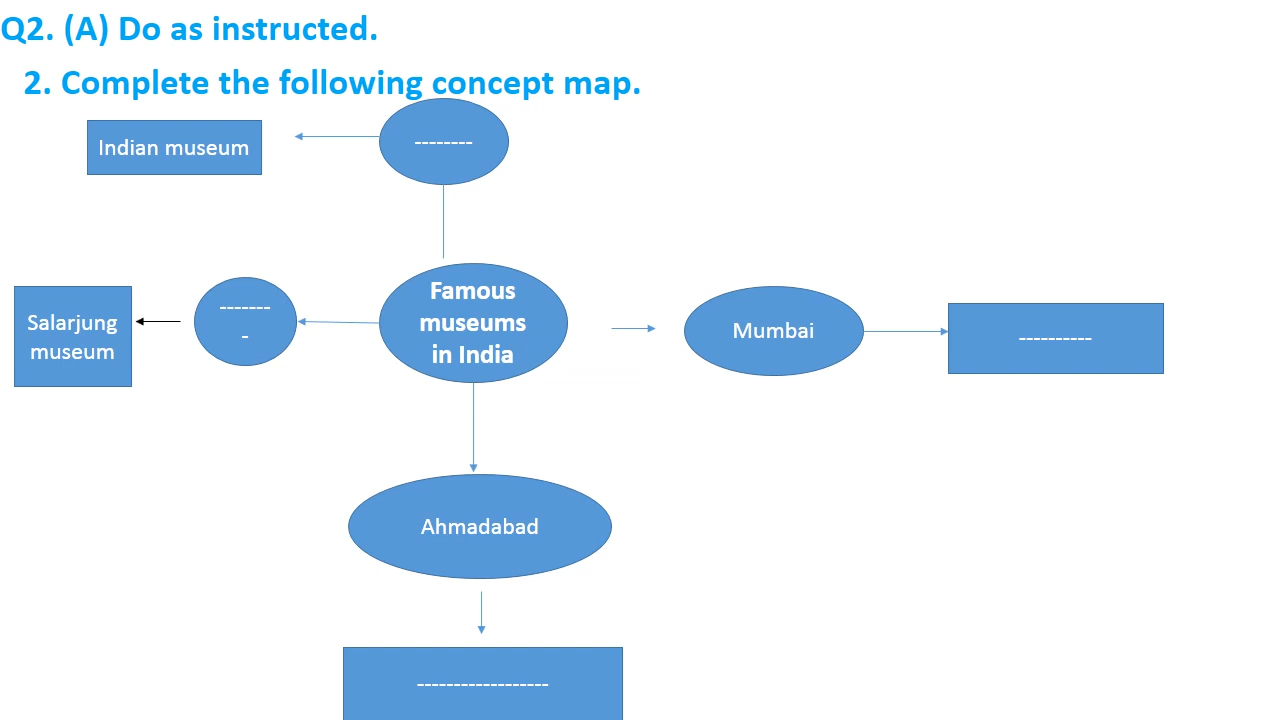 Q2. (A) Do as instructed.
2. Complete the following concept map.
Indian museum
--------
Salarjung
museum
-------
-
Famous
museums
in India
Mumbai
----------
Ahmadabad
------------------